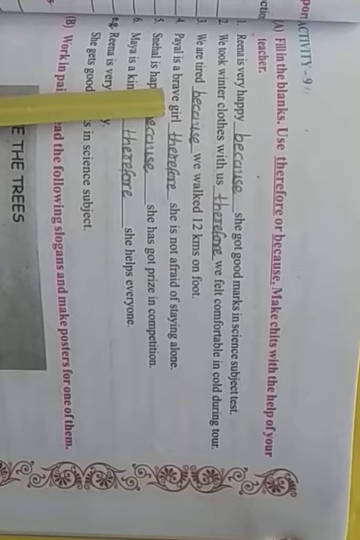 ACTIVITY - 9
(A) Fill in the blanks. Use therefore or because. Make chits with the help of your
teacher.
1. Reena is very happy because she got good marks in science subject test.
2. We took winter clothes with us therefore we felt comfortable in cold during tour.
3. We are tired because we walked 12 kms on foot.
4. Payal is a brave girl therefore she is not afraid of staying alone.
5. Snehal is hap because she has got prize in competition.
6. Maya is a kin therefore she helps everyone.
eg. Reena is very y.
She gets good s in science subject.
(B) Work in pai ead the following slogans and make posters for one of them.
E THE TREES